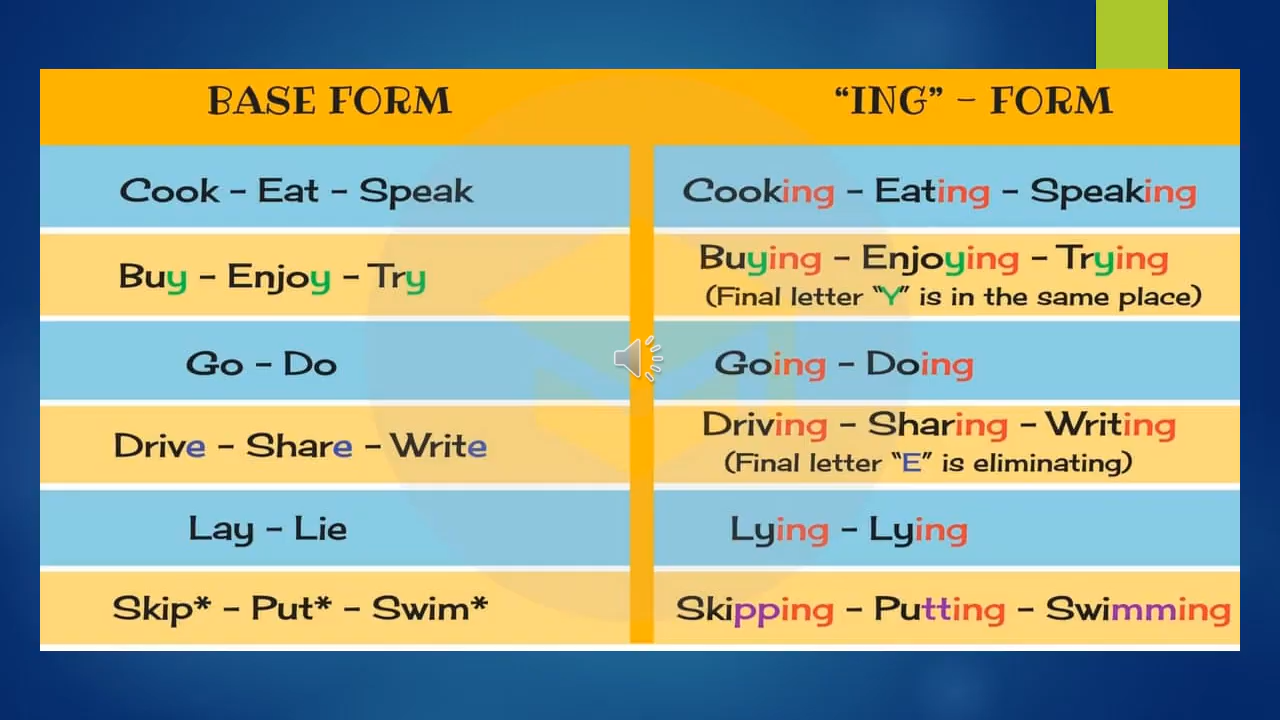 BASE FORM
“ING” – FORM
Cook – Eat – Speak
Cooking – Eating – Speaking
Buy – Enjoy – Try
Buying – Enjoying – Trying
(Final letter “Y” is in the same place)
Go – Do
Going – Doing
Drive – Share – Write
Driving – Sharing – Writing
(Final letter “E” is eliminating)
Lay – Lie
Lying – Lying
Skip* – Put* – Swim*
Skipping – Putting – Swimming